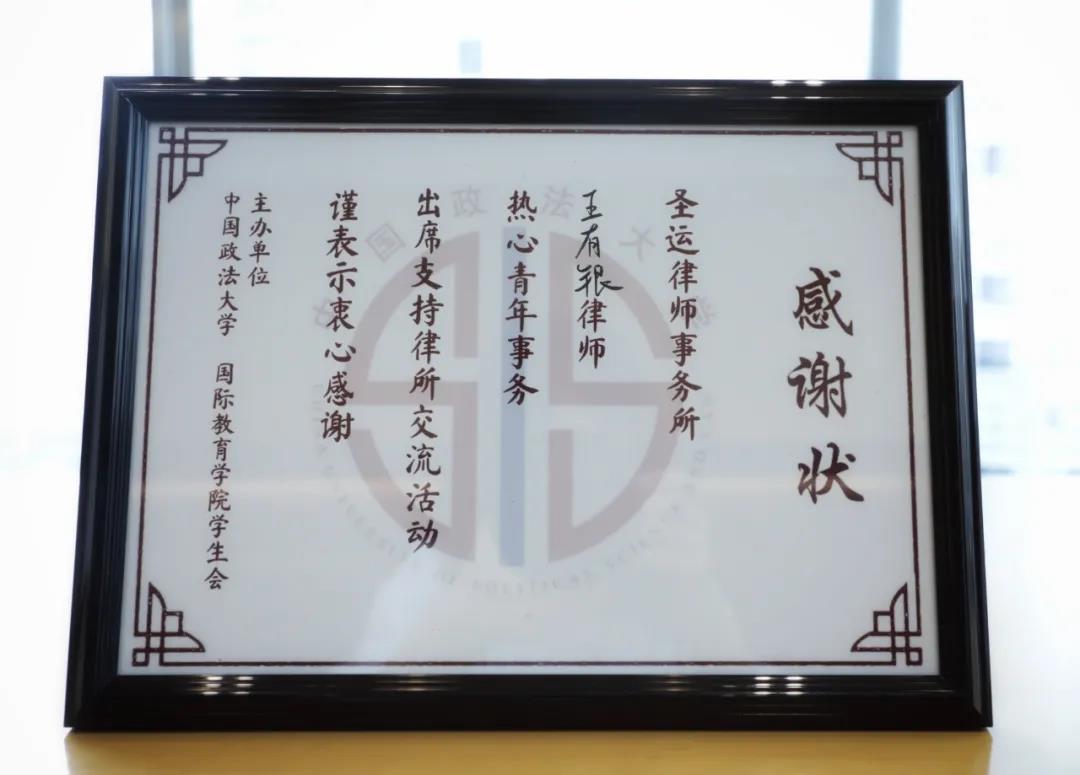 感谢状
圣运律师事务所
王有银律师
热心青年事务
出席支持律所交流活动
谨表示衷心感谢
主办单位
中国政法大学 国际教育学院学生会